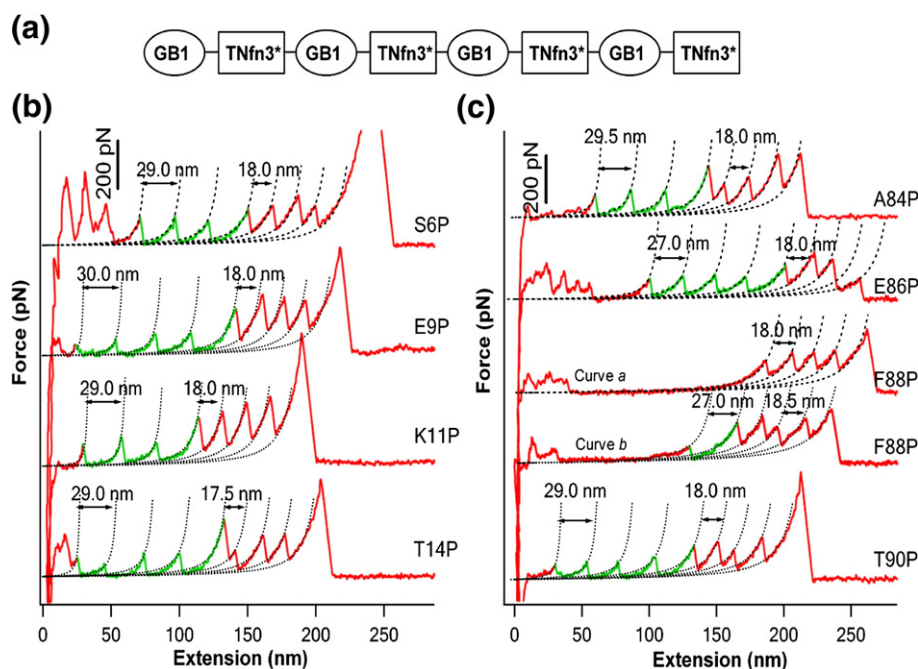 (a)
GB1 TNfn3* GB1 TNfn3* GB1 TNfn3* GB1 TNfn3*
(b)
200 pN
29.0 nm 18.0 nm
S6P
30.0 nm 18.0 nm
E9P
29.0 nm 18.0 nm
K11P
29.0 nm 17.5 nm
T14P
Force (pN)
0 50 100 150 200 250
Extension (nm)
(c)
200 pN
29.5 nm 18.0 nm
A84P
27.0 nm 18.0 nm
E86P
18.0 nm
Curve a
F88P
27.0 nm 18.5 nm
Curve b
F88P
29.0 nm 18.0 nm
T90P
Force (pN)
0 50 100 150 200 250
Extension (nm)